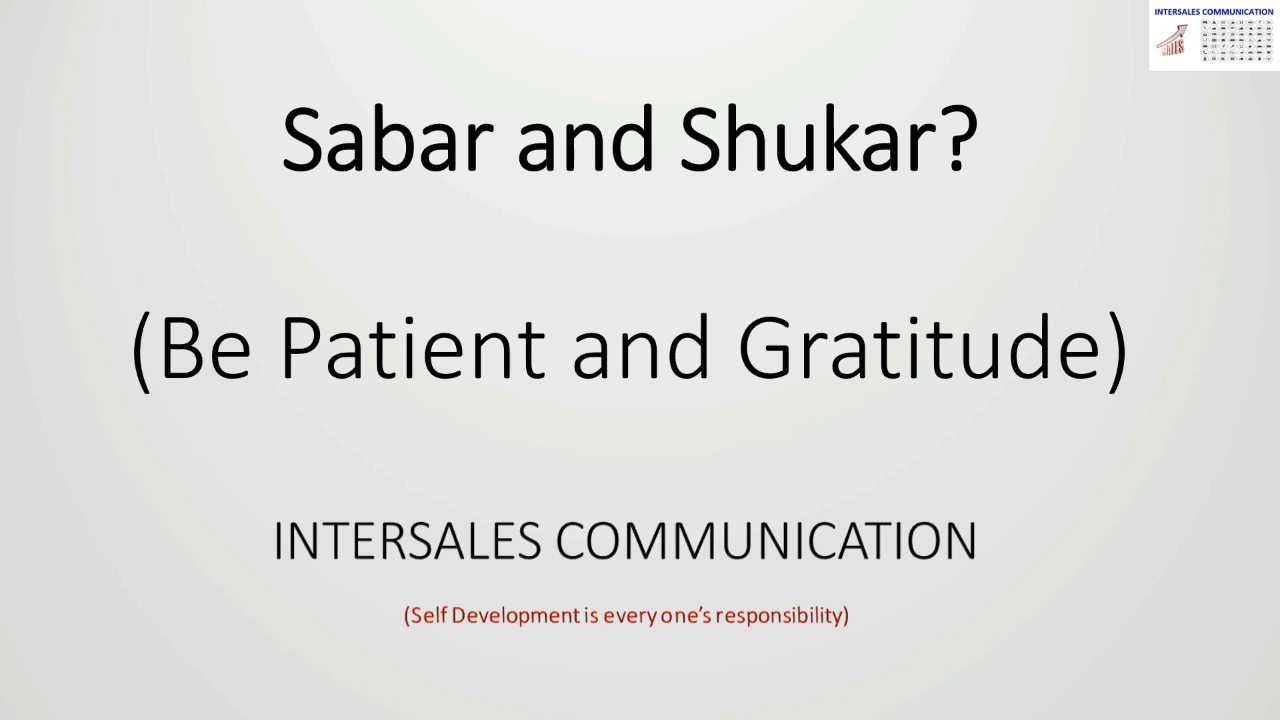 INTERSALES COMMUNICATION
Sabar and Shukar?
(Be Patient and Gratitude)
INTERSALES COMMUNICATION
(Self Development is every one's responsibility)